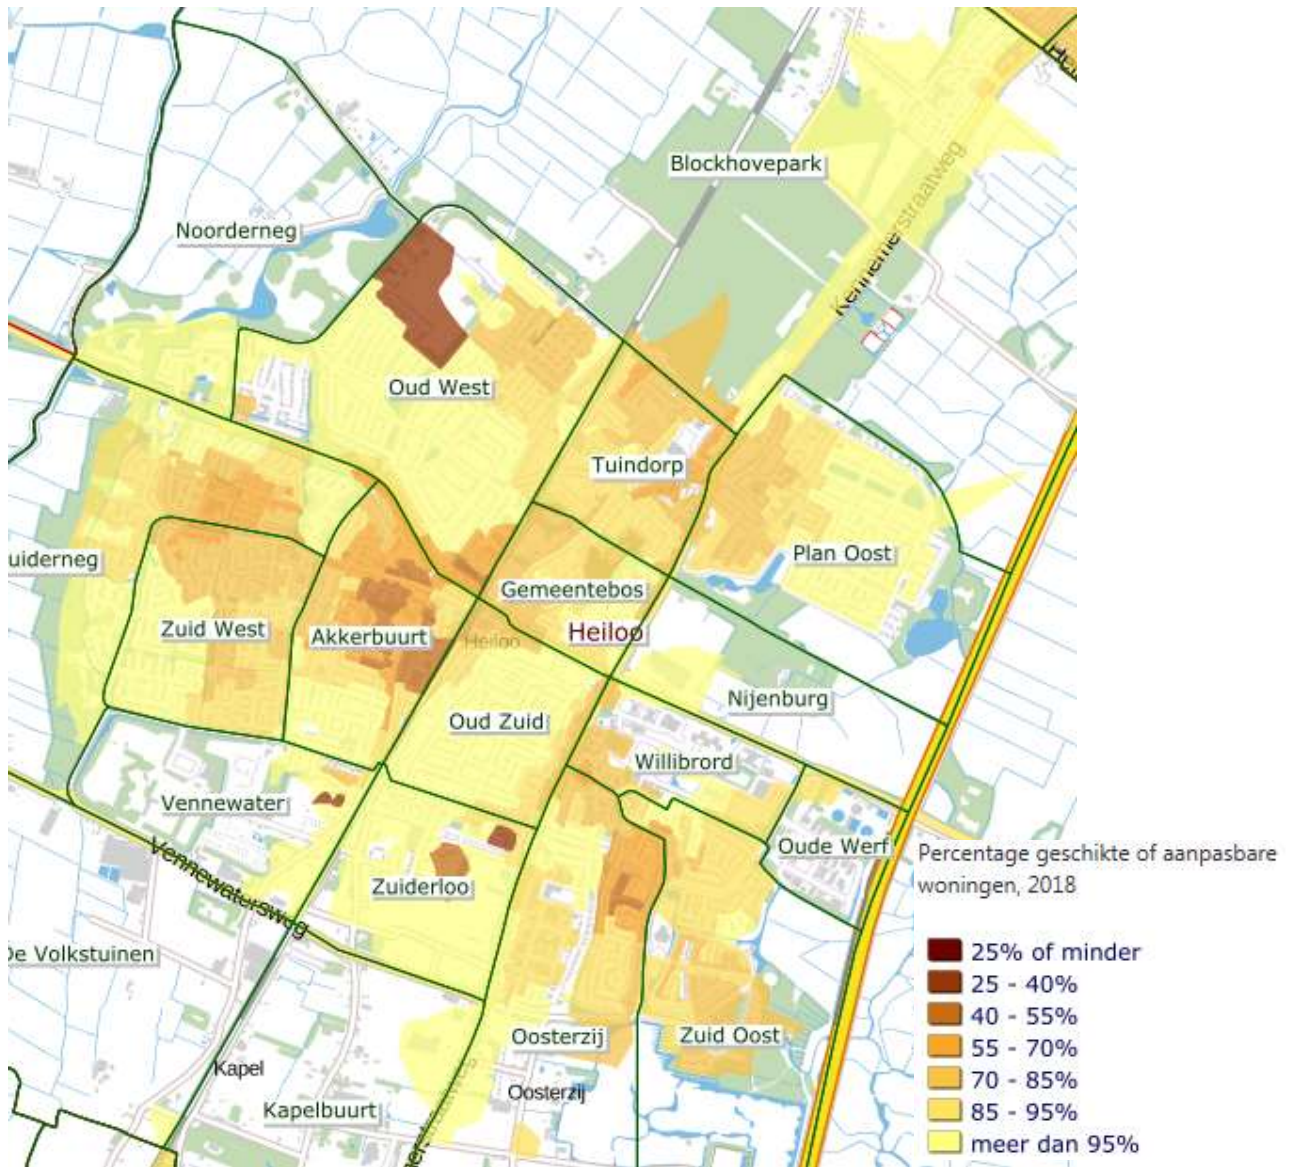 Blockhovepark
Noorderneg
Kennemerstraatweg
Oud West
Tuindorp
Plan Oost
uiderneg
Gemeentebos
Zuid West
Akkerbuurt
Heiloo
Heiloo
Nijenburg
Oud Zuid
Willibrord
Vennewater
Oude Werf
Vennewatersweg
Zuiderloo
De Volkstuinen
Oosterzij
Zuid Oost
Kapel
Oosterzij
Kapelbuurt
Percentage geschikte of aanpasbare
woningen, 2018
25% of minder
25 - 40%
40 - 55%
55 - 70%
70 - 85%
85 - 95%
meer dan 95%